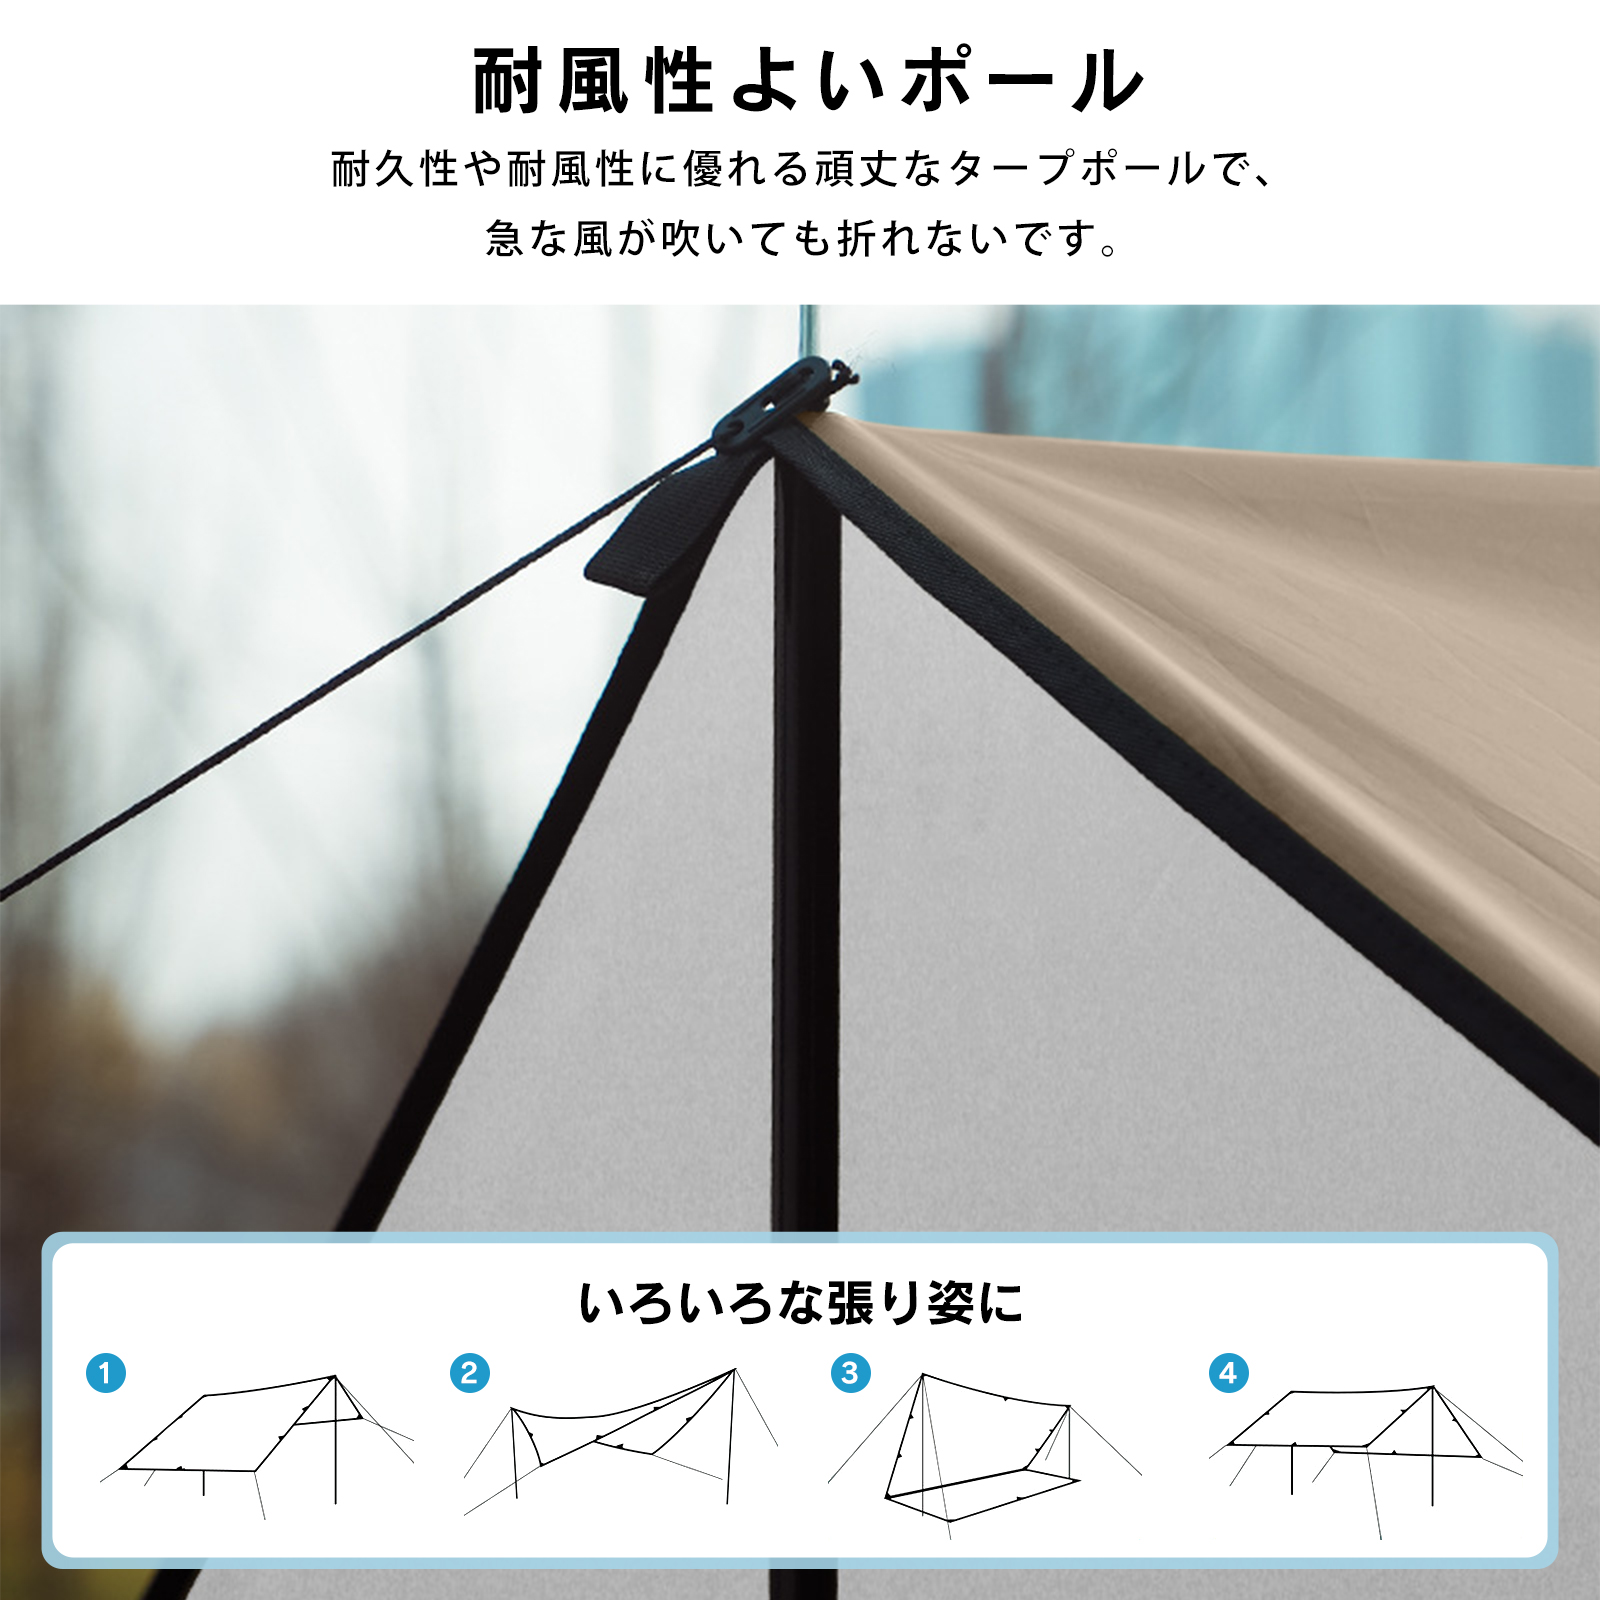 耐風性よいポール
耐久性や耐風性に優れる頑丈なタープポールで、
急な風が吹いても折れないです。
いろいろな張り姿に
1 2 3 4